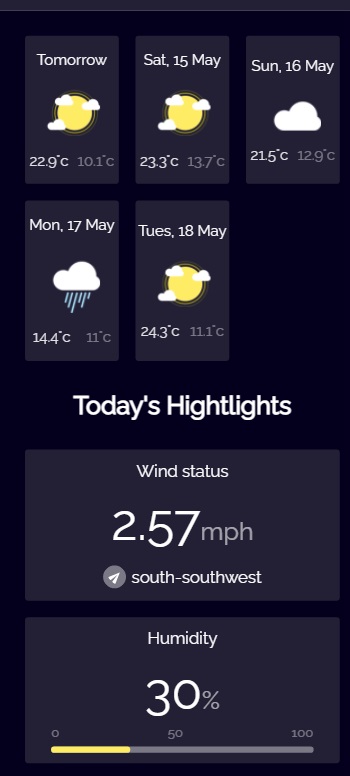 Tomorrow
22.9°c 10.1°c
Sat, 15 May
23.3°c 13.7°c
Sun, 16 May
21.5°c 12.9°c
Mon, 17 May
14.4°c 11°c
Tues, 18 May
24.3°c 11.1°c
Today's Hightlights
Wind status
2.57mph
south-southwest
Humidity
30%
0 50 100